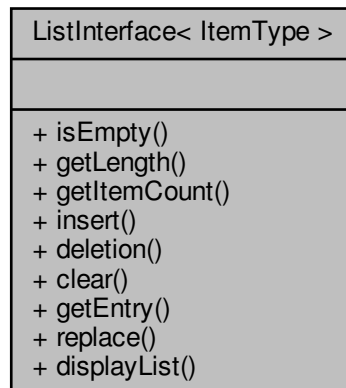 ListInterface< ItemType >
+ isEmpty()
+ getLength()
+ getItemCount()
+ insert()
+ deletion()
+ clear()
+ getEntry()
+ replace()
+ displayList()